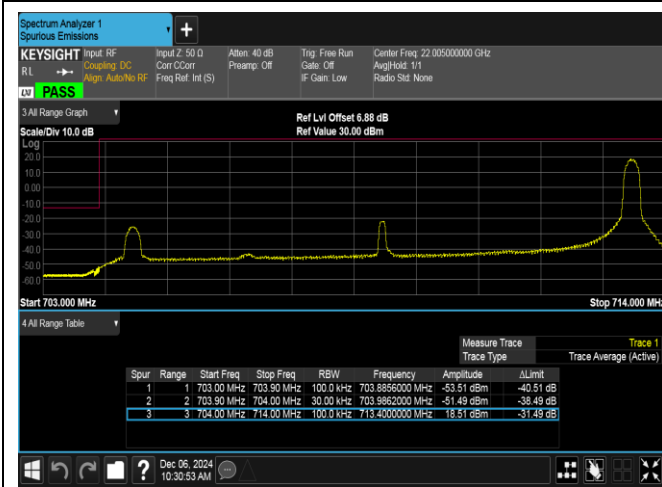 Spectrum Analyzer 1
Spurious Emissions
+
KEYSIGHT Input: RF Input Z: 50 Ω Atten: 40 dB Trig: Free Run Center Freq: 22.005000000 GHz
RL Coupling: DC Corr CCorr Preamp: Off Gate: Off Avg|Hold: 1/1
Align: Auto/No RF Freq Ref: Int (S) IF Gain: Low Radio Std: None
LXI PASS
3 All Range Graph
Ref Lvl Offset 6.88 dB
Scale/Div 10.0 dB Ref Value 30.00 dBm
Log
20.0
10.0
0.00
-10.0
-20.0
-30.0
-40.0
-50.0
-60.0
Start 703.000 MHz Stop 714.000 MHz
4 All Range Table
Measure Trace Trace 1
Trace Type Trace Average (Active)
Spur Range Start Freq Stop Freq RBW Frequency Amplitude ΔLimit
1 1 703.00 MHz 703.90 MHz 100.0 kHz 703.8856000 MHz -53.51 dBm -40.51 dB
2 2 703.90 MHz 704.00 MHz 30.00 kHz 703.9862000 MHz -51.49 dBm -38.49 dB
3 3 704.00 MHz 714.00 MHz 100.0 kHz 713.4000000 MHz 18.51 dBm -31.49 dB
? Dec 06, 2024
10:30:53 AM